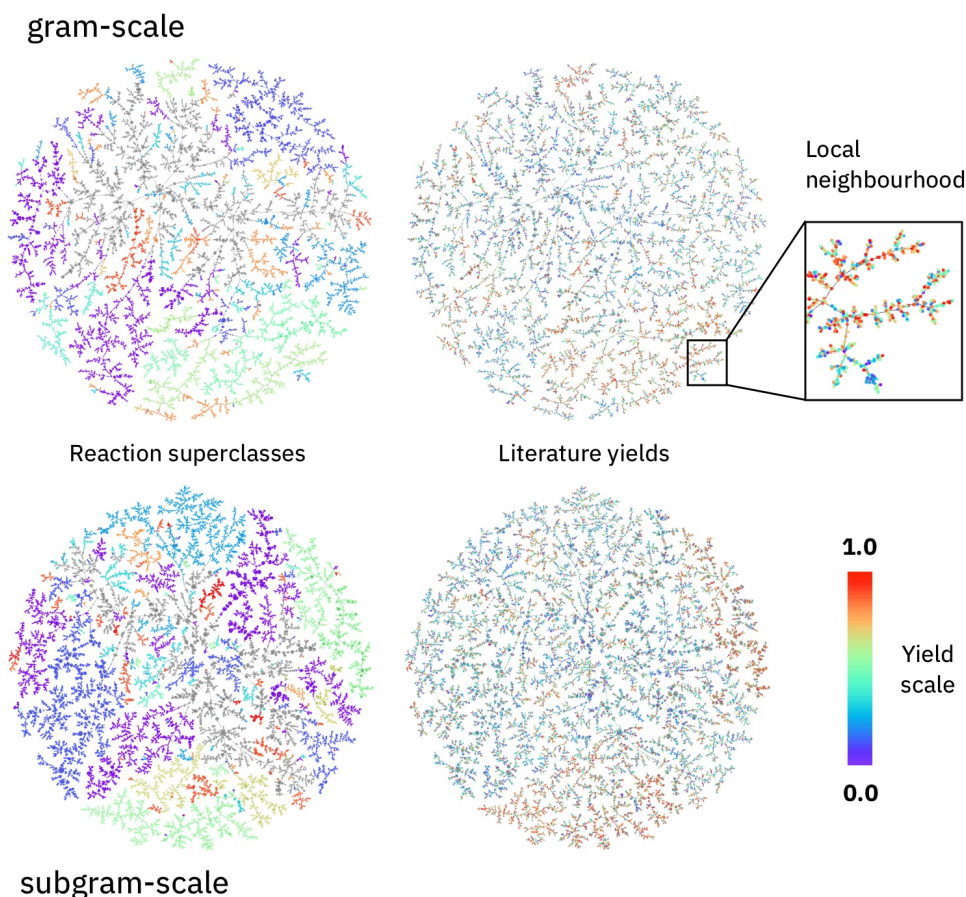 gram-scale
Local
neighbourhood
Reaction superclasses
Literature yields
1.0
Yield
scale
0.0
subgram-scale